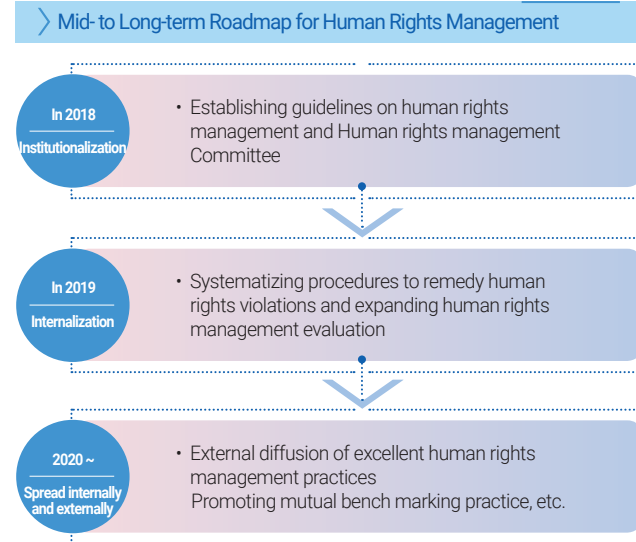 Mid- to Long-term Roadmap for Human Rights Management
In 2018
Institutionalization
• Establishing guidelines on human rights
management and Human rights management
Committee
In 2019
Internalization
• Systematizing procedures to remedy human
rights violations and expanding human rights
management evaluation
2020 ~
Spread internally
and externally
• External diffusion of excellent human rights
management practices
Promoting mutual bench marking practice, etc.